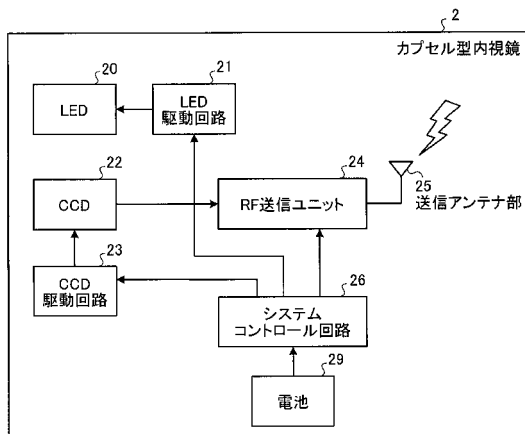 2
カプセル型内視鏡
20
LED
21
LED
駆動回路
22
CCD
24
RF送信ユニット
25
送信アンテナ部
23
CCD
駆動回路
26
システム
コントロール回路
29
電池